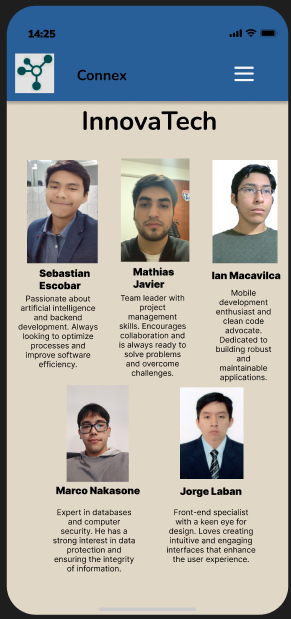 14:25
Connex
InnovaTech
Sebastian
Escobar
Passionate about
artificial intelligence
and backend
development. Always
looking to optimize
processes and
improve software
efficiency.
Mathias
Javier
Team leader with
project
management
skills. Encourages
collaboration and
is always ready to
solve problems
and overcome
challenges.
Ian Macavilca
Mobile
development
enthusiast and
clean code
advocate.
Dedicated to
building robust
and
maintainable
applications.
Marco Nakasone
Expert in databases
and computer
security. He has a
strong interest in data
protection and
ensuring the integrity
of information.
Jorge Laban
Front-end specialist
with a keen eye for
design. Loves creating
intuitive and engaging
interfaces that enhance
the user experience.